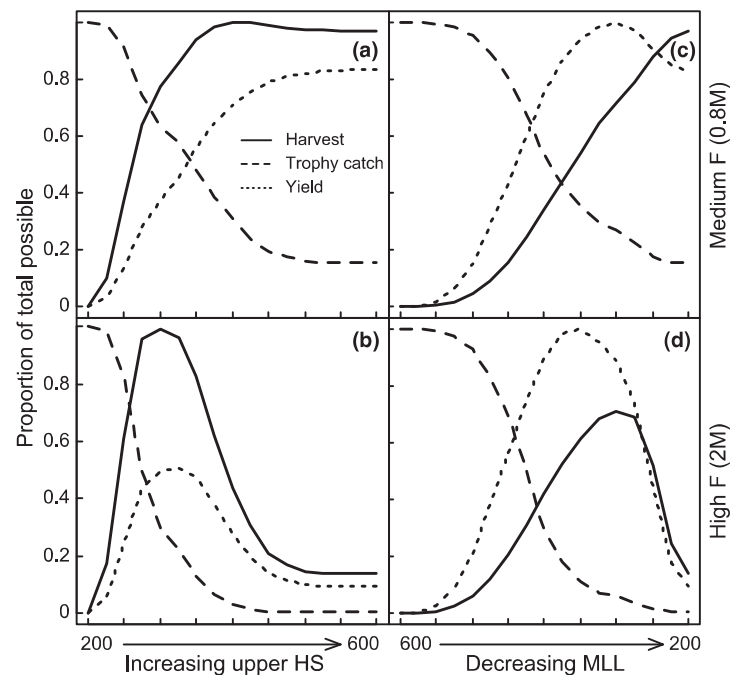 (a)
(c)
0.8
0.6
0.4
0.2
0
Harvest
Trophy catch
Yield
Medium F (0.8M)
Proportion of total possible
(b)
(d)
0.8
0.6
0.4
0.2
0
High F (2M)
200
600
Increasing upper HS
600
200
Decreasing MLL